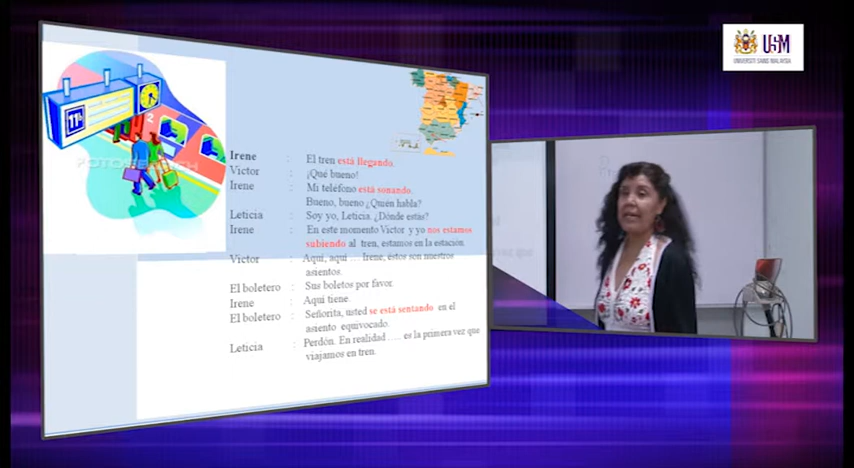 USM
UNIVERSITI SAINS MALAYSIA
11
2
Irene : El tren está llegando.
Victor : ¡Qué bueno!
Irene : Mi teléfono está sonando.
Bueno, bueno ¿Quién habla?
Leticia : Soy yo, Leticia. ¿Dónde estás?
Irene : En este momento Victor y yo nos estamos
subiendo al tren, estamos en la estación.
Victor : Aquí, aquí … Irene, éstos son nuestros
asientos.
El boletero : Sus boletos por favor.
Irene : Aquí tiene.
El boletero : Señorita, usted se está sentando en el
asiento equivocado.
Leticia : Perdón. En realidad ….. es la primera vez que
viajamos en tren.